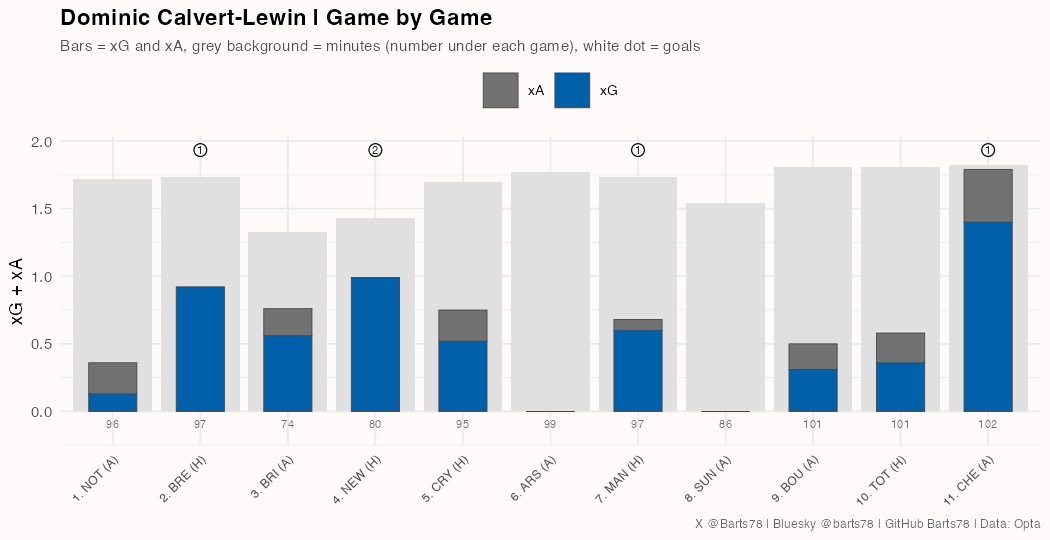 Dominic Calvert-Lewin | Game by Game
Bars = xG and xA, grey background = minutes (number under each game), white dot = goals
xA xG
xG + xA
2.0
1.5
1.0
0.5
0.0
1 2 1 1
96 97 74 80 95 99 97 86 101 101 102
1. NOT (A)
2. BRE (H)
3. BRI (A)
4. NEW (H)
5. CRY (H)
6. ARS (A)
7. MAN (H)
8. SUN (A)
9. BOU (A)
10. TOT (H)
11. CHE (A)
X @Barts78 | Bluesky @barts78 | GitHub Barts78 | Data: Opta